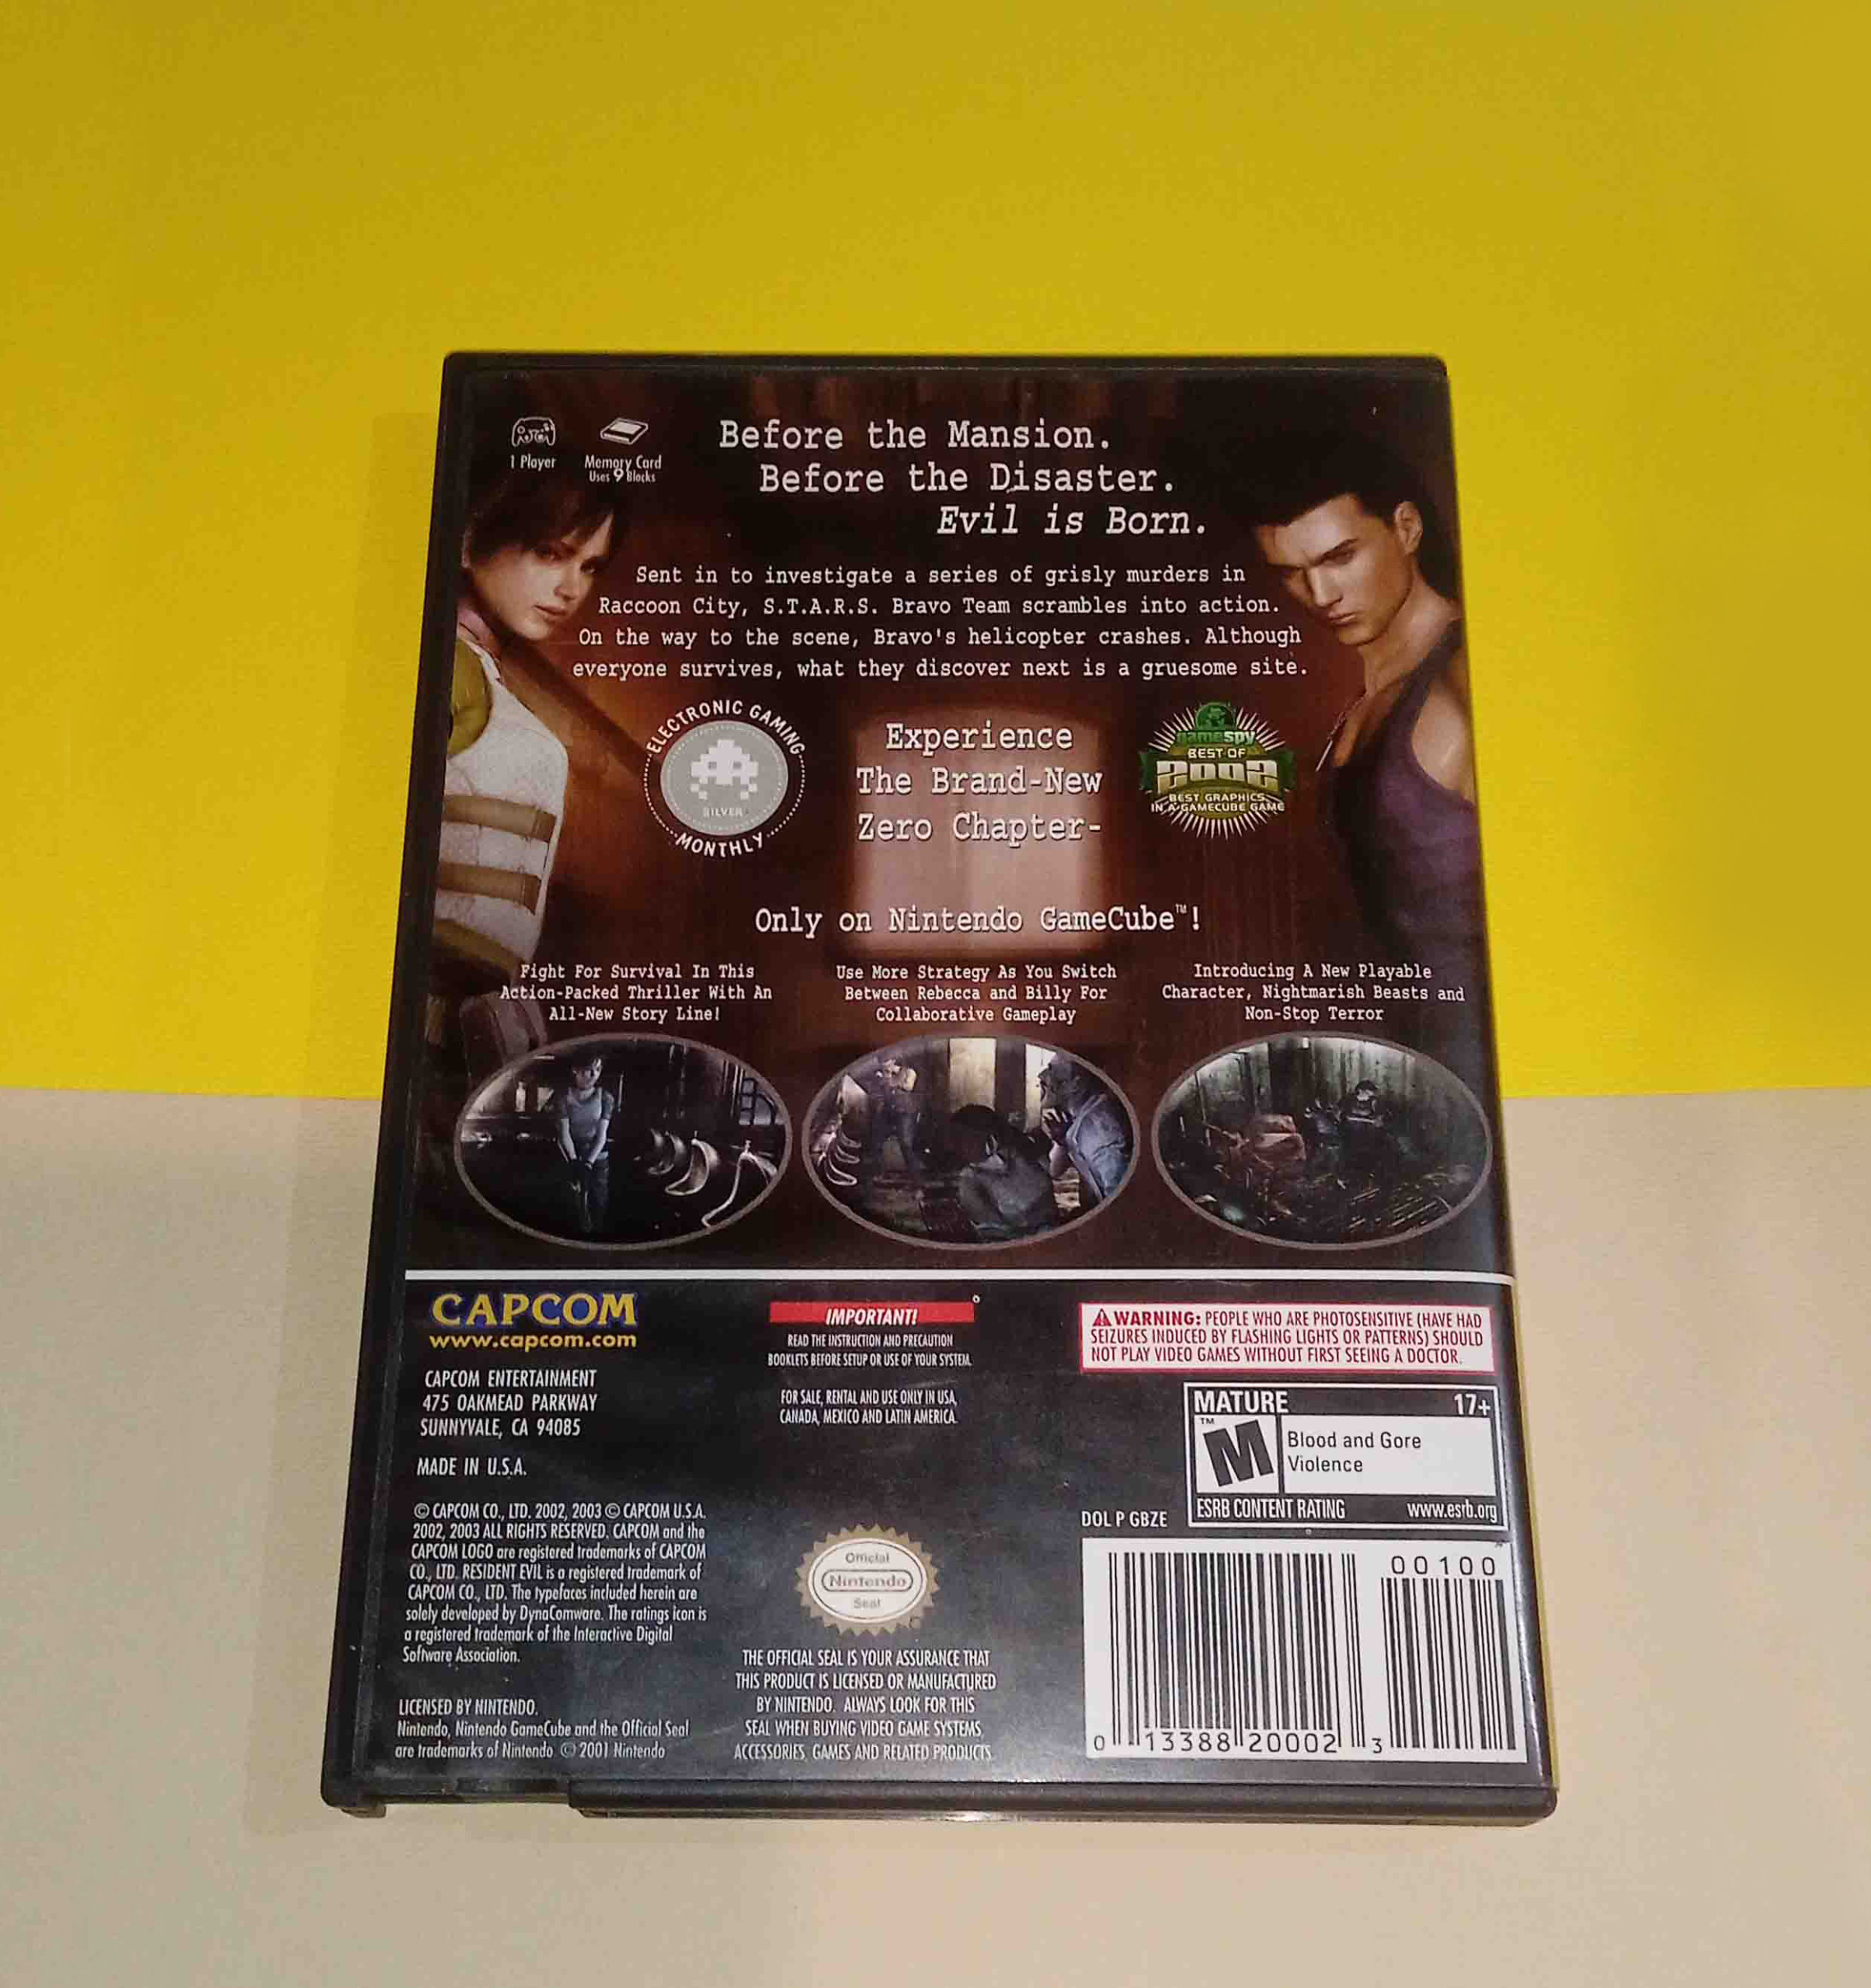 1 Player
Memory Card
Uses 9 Blocks
Before the Mansion.
Before the Disaster.
Evil is Born.
Sent in to investigate a series of grisly murders in
Raccoon City, S.T.A.R.S. Bravo Team scrambles into action.
On the way to the scene, Bravo's helicopter crashes. Although
everyone survives, what they discover next is a gruesome site.
ELECTRONIC GAMING
SILVER
MONTHLY
Experience
The Brand-New
Zero Chapter-
gamespy
BEST OF
2002
BEST GRAPHICS
IN A GAMECUBE GAME
Only on Nintendo GameCube™!
Fight For Survival In This
Action-Packed Thriller With An
All-New Story Line!
Use More Strategy As You Switch
Between Rebecca and Billy For
Collaborative Gameplay
Introducing A New Playable
Character, Nightmarish Beasts and
Non-Stop Terror
CAPCOM
www.capcom.com
CAPCOM ENTERTAINMENT
475 OAKMEAD PARKWAY
SUNNYVALE, CA 94085
MADE IN U.S.A.
© CAPCOM CO., LTD. 2002, 2003 © CAPCOM U.S.A.
2002, 2003 ALL RIGHTS RESERVED. CAPCOM and the
CAPCOM LOGO are registered trademarks of CAPCOM
CO., LTD. RESIDENT EVIL is a registered trademark of
CAPCOM CO., LTD. The typefaces included herein are
solely developed by DynaComware. The ratings icon is
a registered trademark of the Interactive Digital
Software Association.
LICENSED BY NINTENDO.
Nintendo, Nintendo GameCube and the Official Seal
are trademarks of Nintendo © 2001 Nintendo
IMPORTANT!
READ THE INSTRUCTION AND PRECAUTION
BOOKLETS BEFORE SETUP OR USE OF YOUR SYSTEM.
FOR SALE, RENTAL AND USE ONLY IN USA,
CANADA, MEXICO AND LATIN AMERICA.
Official
Nintendo
Seal
THE OFFICIAL SEAL IS YOUR ASSURANCE THAT
THIS PRODUCT IS LICENSED OR MANUFACTURED
BY NINTENDO. ALWAYS LOOK FOR THIS
SEAL WHEN BUYING VIDEO GAME SYSTEMS,
ACCESSORIES, GAMES AND RELATED PRODUCTS.
WARNING: PEOPLE WHO ARE PHOTOSENSITIVE (HAVE HAD
SEIZURES INDUCED BY FLASHING LIGHTS OR PATTERNS) SHOULD
NOT PLAY VIDEO GAMES WITHOUT FIRST SEEING A DOCTOR.
MATURE 17+
TM
M
Blood and Gore
Violence
ESRB CONTENT RATING www.esrb.org
DOL P GBZE
00100
0 13388 20002 3